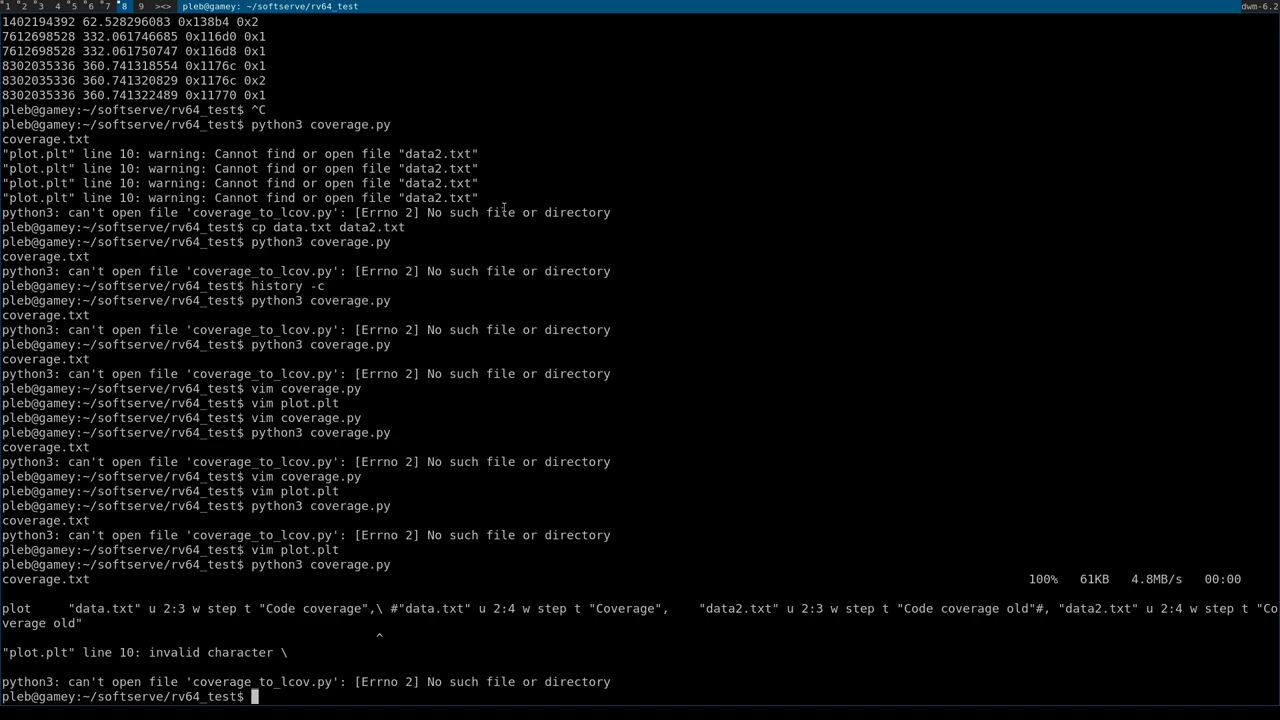 1 2 3 4 5 6 7 8 9 ><> pleb@gamey: ~/softserve/rv64_test dwm-6.2
1402194392 62.528296083 0x138b4 0x2
7612698528 332.061746685 0x116d0 0x1
7612698528 332.061750747 0x116d8 0x1
8302035336 360.741318554 0x1176c 0x1
8302035336 360.741320829 0x1176c 0x2
8302035336 360.741322489 0x11770 0x1
pleb@gamey:~/softserve/rv64_test$ ^C
pleb@gamey:~/softserve/rv64_test$ python3 coverage.py
coverage.txt
"plot.plt" line 10: warning: Cannot find or open file "data2.txt"
"plot.plt" line 10: warning: Cannot find or open file "data2.txt"
"plot.plt" line 10: warning: Cannot find or open file "data2.txt"
"plot.plt" line 10: warning: Cannot find or open file "data2.txt"
python3: can't open file 'coverage_to_lcov.py': [Errno 2] No such file or directory
pleb@gamey:~/softserve/rv64_test$ cp data.txt data2.txt
pleb@gamey:~/softserve/rv64_test$ python3 coverage.py
coverage.txt
python3: can't open file 'coverage_to_lcov.py': [Errno 2] No such file or directory
pleb@gamey:~/softserve/rv64_test$ history -c
pleb@gamey:~/softserve/rv64_test$ python3 coverage.py
coverage.txt
python3: can't open file 'coverage_to_lcov.py': [Errno 2] No such file or directory
pleb@gamey:~/softserve/rv64_test$ python3 coverage.py
coverage.txt
python3: can't open file 'coverage_to_lcov.py': [Errno 2] No such file or directory
pleb@gamey:~/softserve/rv64_test$ vim coverage.py
pleb@gamey:~/softserve/rv64_test$ vim plot.plt
pleb@gamey:~/softserve/rv64_test$ vim coverage.py
pleb@gamey:~/softserve/rv64_test$ python3 coverage.py
coverage.txt
python3: can't open file 'coverage_to_lcov.py': [Errno 2] No such file or directory
pleb@gamey:~/softserve/rv64_test$ vim coverage.py
pleb@gamey:~/softserve/rv64_test$ vim plot.plt
pleb@gamey:~/softserve/rv64_test$ python3 coverage.py
coverage.txt
python3: can't open file 'coverage_to_lcov.py': [Errno 2] No such file or directory
pleb@gamey:~/softserve/rv64_test$ vim plot.plt
pleb@gamey:~/softserve/rv64_test$ python3 coverage.py
coverage.txt 100% 61KB 4.8MB/s 00:00
plot "data.txt" u 2:3 w step t "Code coverage",\ #"data.txt" u 2:4 w step t "Coverage", "data2.txt" u 2:3 w step t "Code coverage old"#, "data2.txt" u 2:4 w step t "Co
verage old"
^
"plot.plt" line 10: invalid character \
python3: can't open file 'coverage_to_lcov.py': [Errno 2] No such file or directory
pleb@gamey:~/softserve/rv64_test$